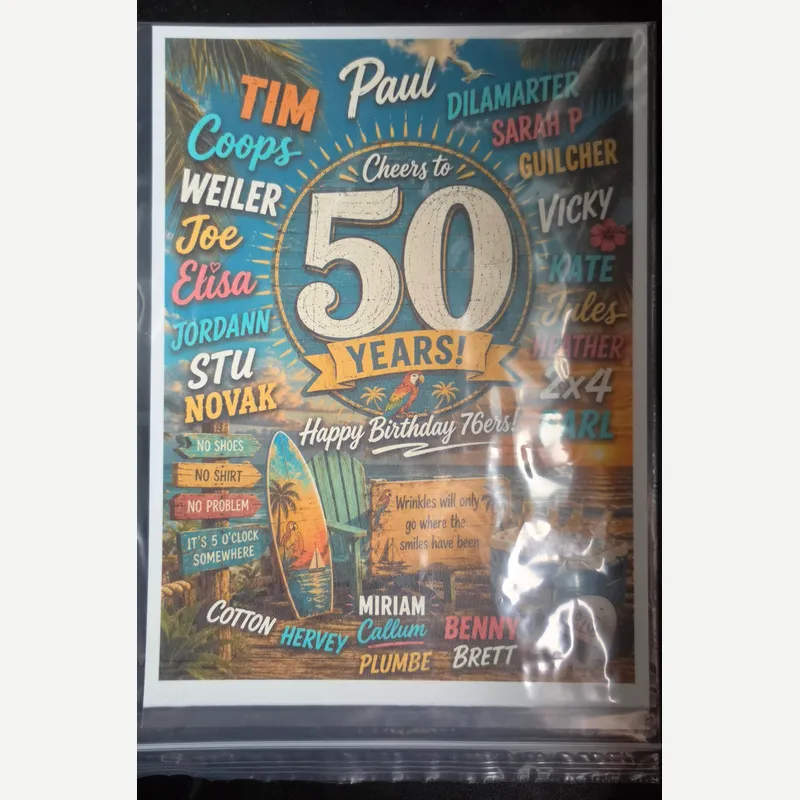 Paul
TIM
DILAMARTER
SARAH P
Coops
GUILCHER
WEILER
VICKY
Joe
KATE
Elisa
Jules
JORDANN
HEATHER
STU
2x4
NOVAK
Cheers to
50
YEARS!
Happy Birthday 76ers!
NO SHOES
NO SHIRT
NO PROBLEM
IT'S 5 O'CLOCK
SOMEWHERE
Wrinkles will only
go where the
smiles have been
COTTON
HERVEY
MIRIAM
Callum
PLUMBE
BENNY
BRETT